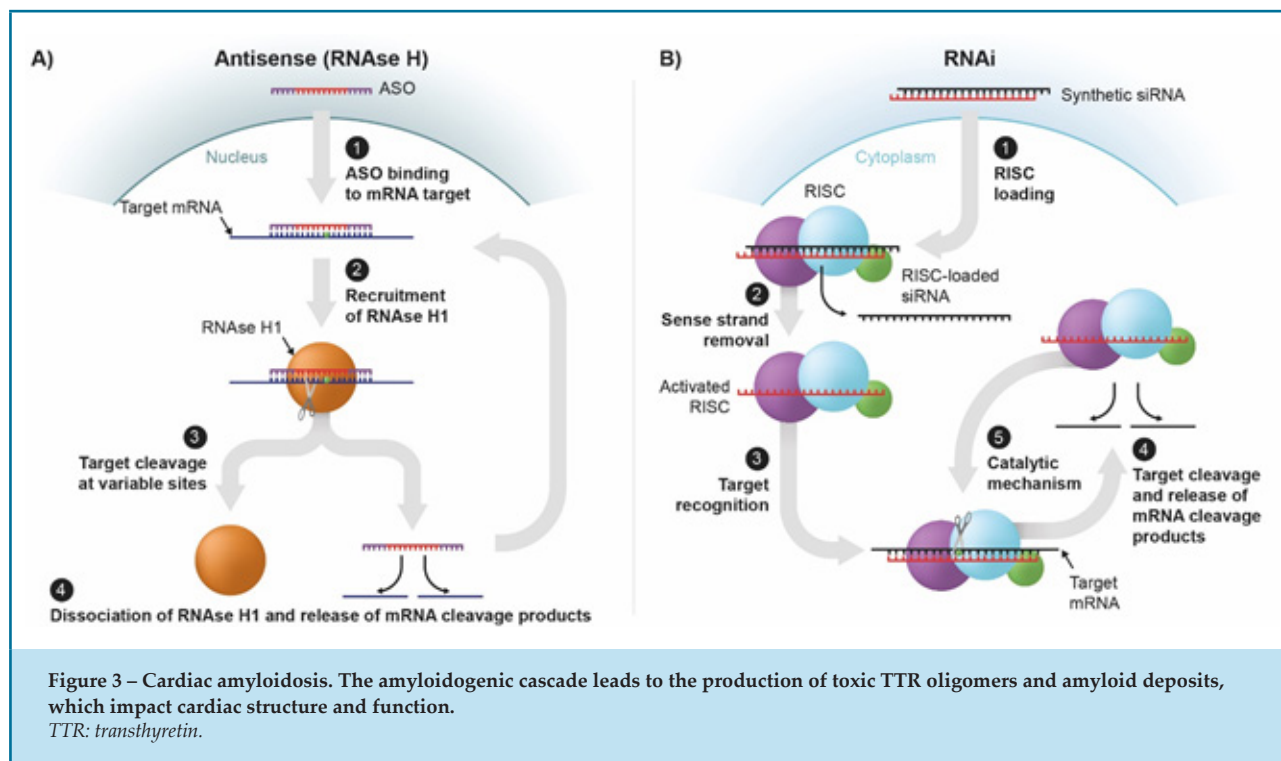 A)
Antisense (RNAse H)
ASO
Nucleus
1
ASO binding
to mRNA target
Target mRNA
2
Recruitment
of RNAse H1
RNAse H1
3
Target cleavage
at variable sites
4
Dissociation of RNAse H1 and release of mRNA cleavage products
B)
RNAi
Synthetic siRNA
Cytoplasm
1
RISC
loading
RISC
RISC-loaded
siRNA
2
Sense strand
removal
Activated
RISC
3
Target
recognition
5
Catalytic
mechanism
4
Target cleavage
and release of
mRNA cleavage
products
Target
mRNA
Figure 3 – Cardiac amyloidosis. The amyloidogenic cascade leads to the production of toxic TTR oligomers and amyloid deposits,
which impact cardiac structure and function.
TTR: transthyretin.